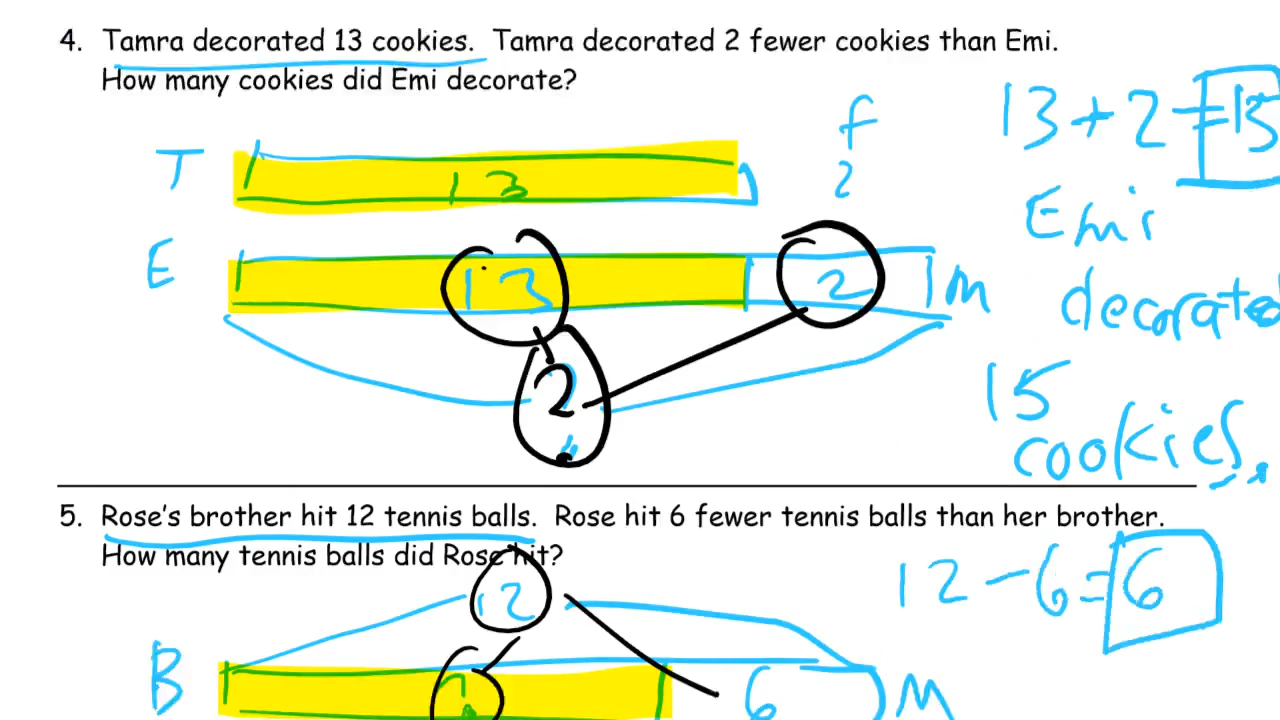 4. Tamra decorated 13 cookies. Tamra decorated 2 fewer cookies than Emi.
How many cookies did Emi decorate?
13 + 2 = 15
f
2
T 13
Emi
E 13 2 M
decorated
2
15
cookies.
5. Rose's brother hit 12 tennis balls. Rose hit 6 fewer tennis balls than her brother.
How many tennis balls did Rose hit?
12 - 6 = 6
12
B 6 M